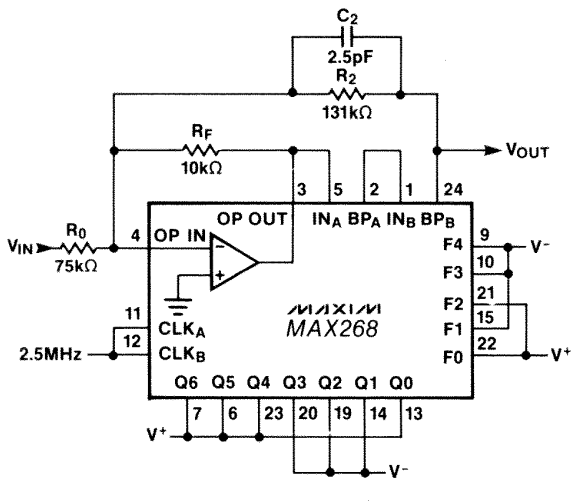 C2
2.5pF
R2
131kΩ
RF
10kΩ
VOUT
3 5 2 1 24
OP OUT INA BPA INB BPB
R0
VIN
75kΩ
4 OP IN
−
+
F4 9 V−
F3 10
F2 21
F1 15
F0 22 V+
MAXIM
MAX268
11 CLKA
2.5MHz
12 CLKB
Q6 Q5 Q4 Q3 Q2 Q1 Q0
7 6 23 20 19 14 13
V+
V−